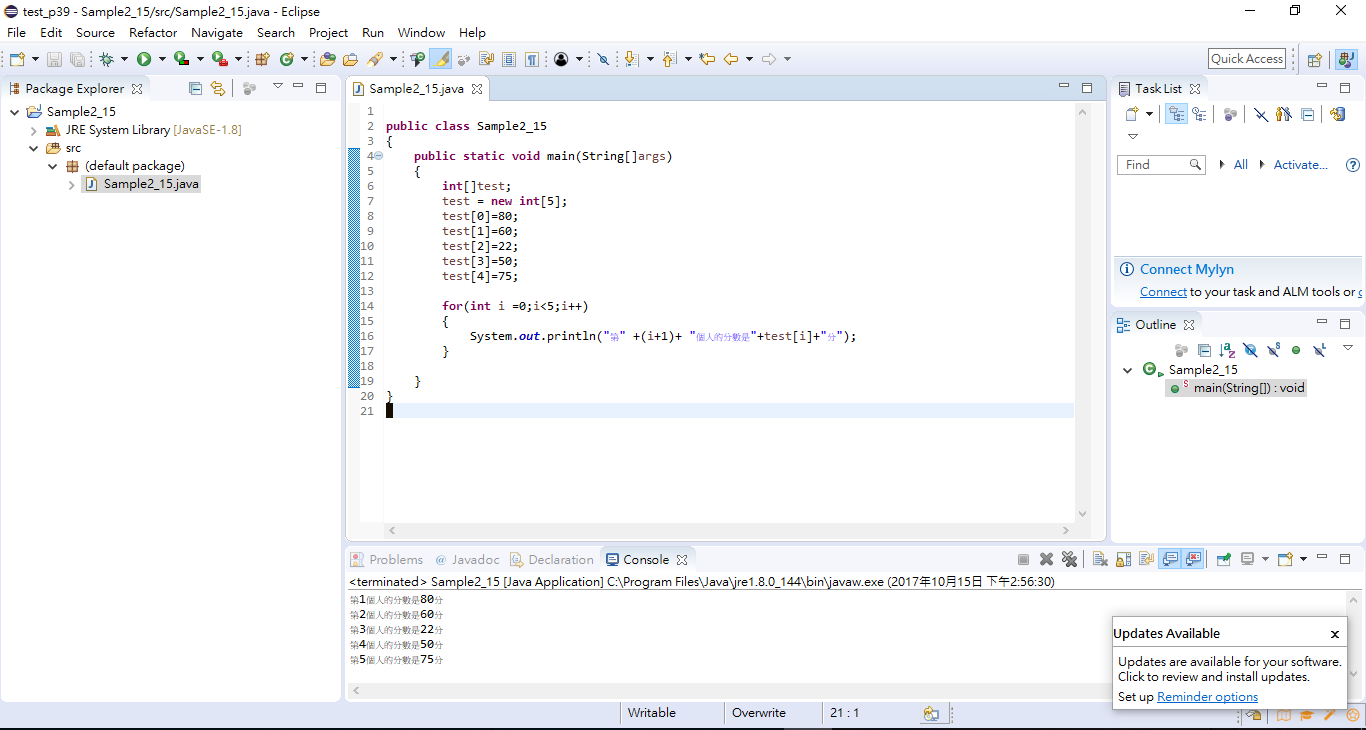 test_p39 - Sample2_15/src/Sample2_15.java - Eclipse
File Edit Source Refactor Navigate Search Project Run Window Help
Quick Access
Package Explorer
Sample2_15
JRE System Library [JavaSE-1.8]
src
(default package)
Sample2_15.java
Sample2_15.java
1
2 public class Sample2_15
3 {
4 public static void main(String[]args)
5 {
6 int[]test;
7 test = new int[5];
8 test[0]=80;
9 test[1]=60;
10 test[2]=22;
11 test[3]=50;
12 test[4]=75;
13
14 for(int i =0;i<5;i++)
15 {
16 System.out.println("第" +(i+1)+ "個人的分數是"+test[i]+"分");
17 }
18
19 }
20 }
21
Task List
Find All Activate...
Connect Mylyn
Connect to your task and ALM tools or
Outline
Sample2_15
main(String[]) : void
Problems @ Javadoc Declaration Console
<terminated> Sample2_15 [Java Application] C:\Program Files\Java\jre1.8.0_144\bin\javaw.exe (2017年10月15日 下午2:56:30)
第1個人的分數是80分
第2個人的分數是60分
第3個人的分數是22分
第4個人的分數是50分
第5個人的分數是75分
Updates Available x
Updates are available for your software.
Click to review and install updates.
Set up Reminder options
Writable Overwrite 21 : 1